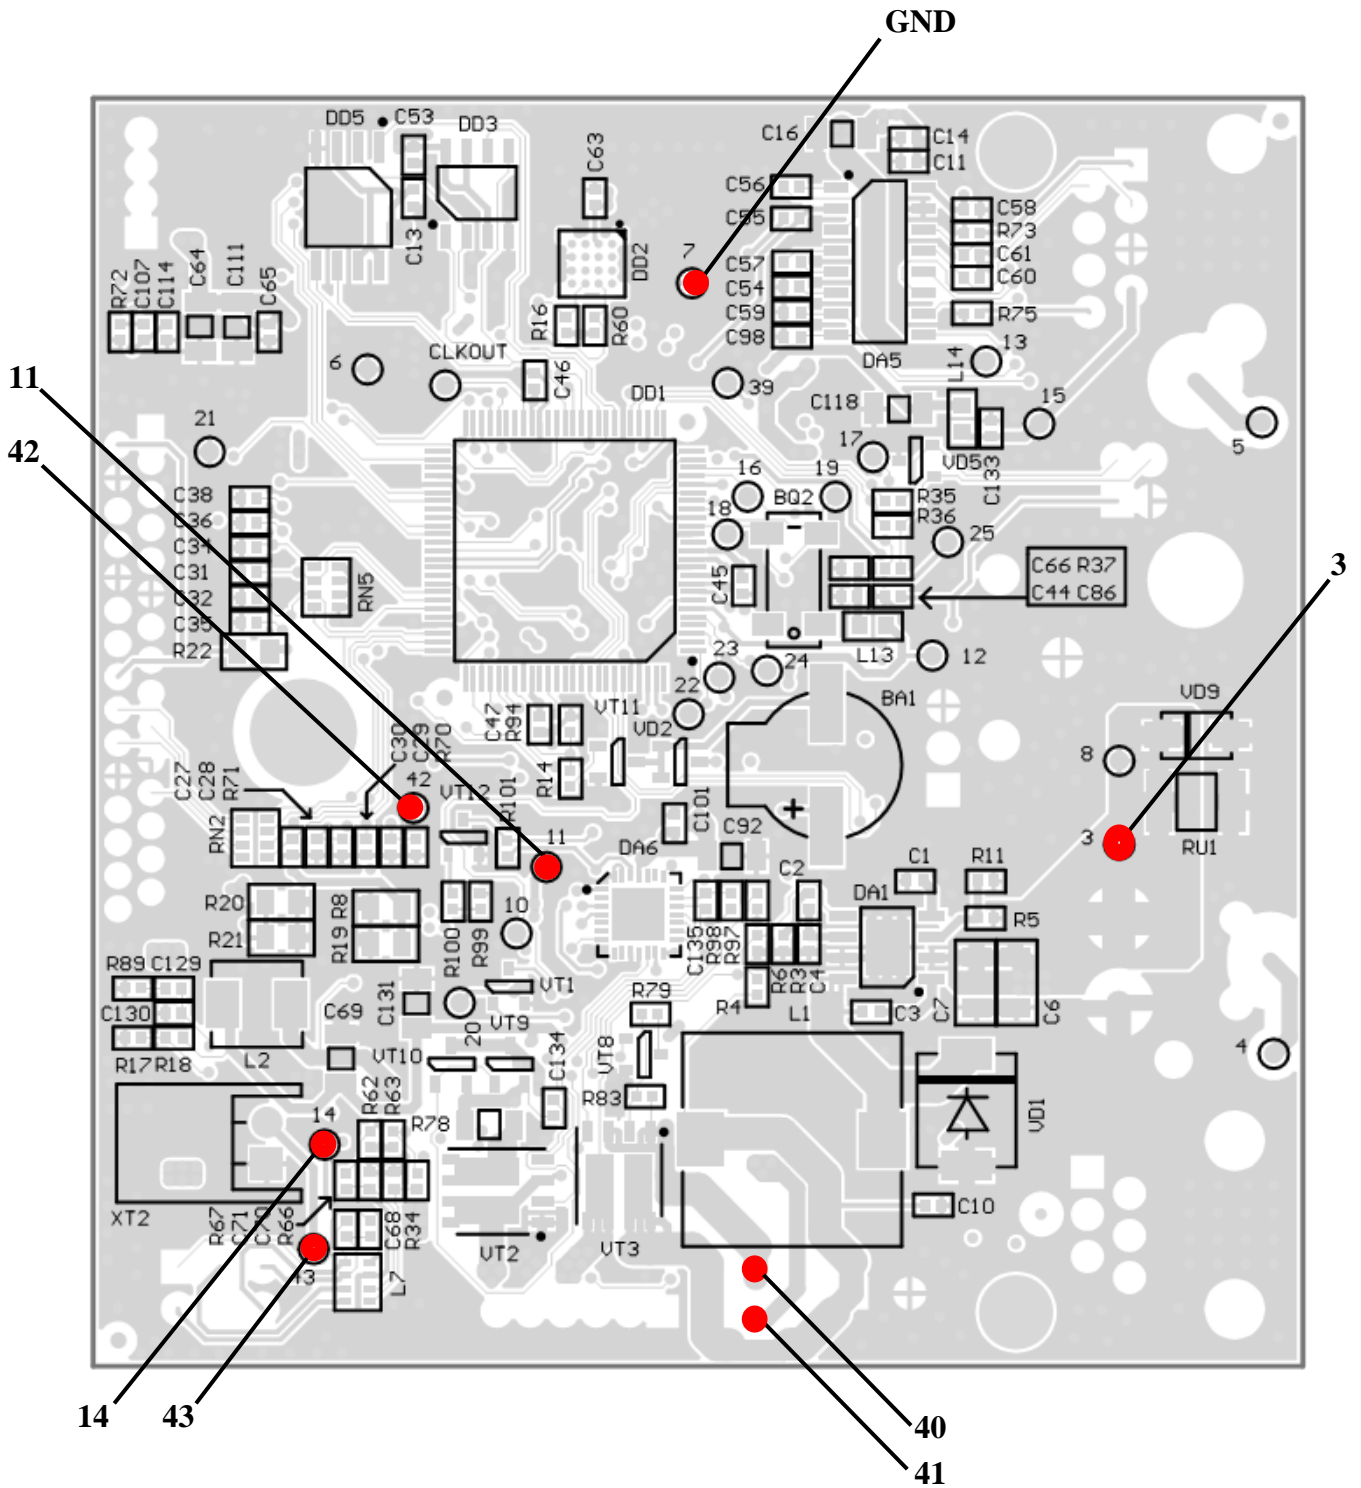 GND
DD5
C53
DD3
C63
C16
C14
C11
C56
C55
C58
R73
C61
C60
R75
C57
C54
C59
C98
DA5
7
DD2
C13
R72
C107
C114
C64
C111
C65
R16
R60
6
CLKOUT
C46
DD1
39
L14
13
15
C118
17
VD5
C133
5
11
42
21
C38
C36
C34
C31
C32
C35
R22
RN5
16
BQ2
19
R35
R36
18
25
C45
C66 R37
C44 C86
3
L13
12
23
24
22
C47
R94
VT11
VD2
BA1
VD9
8
C30
C29
R70
42
C27
C28
R71
VT12
R101
R14
C101
RN2
11
DA6
C92
3
RU1
C2
C1
R11
DA1
R5
R20
R8
R21
R19
R100
R99
10
C135
R98
R97
R6
R3
C4
R4
C3
C7
C6
R89
C129
C130
R17
R18
L2
C69
C131
20
VT1
VT9
VT10
C134
R79
VT8
R83
L1
VD1
4
14
R62
R63
R78
XT2
R67
C71
C70
R66
C68
R34
VT2
VT3
C10
43
L7
14
43
40
41